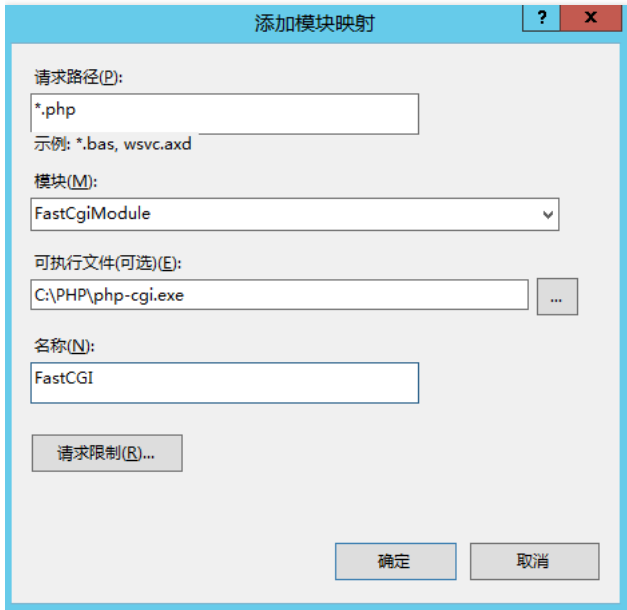 添加模块映射
? x
请求路径(P):
*.php
示例: *.bas, wsvc.axd
模块(M):
FastCgiModule
可执行文件(可选)(E):
C:\PHP\php-cgi.exe
...
名称(N):
FastCGI
请求限制(R)...
确定 取消